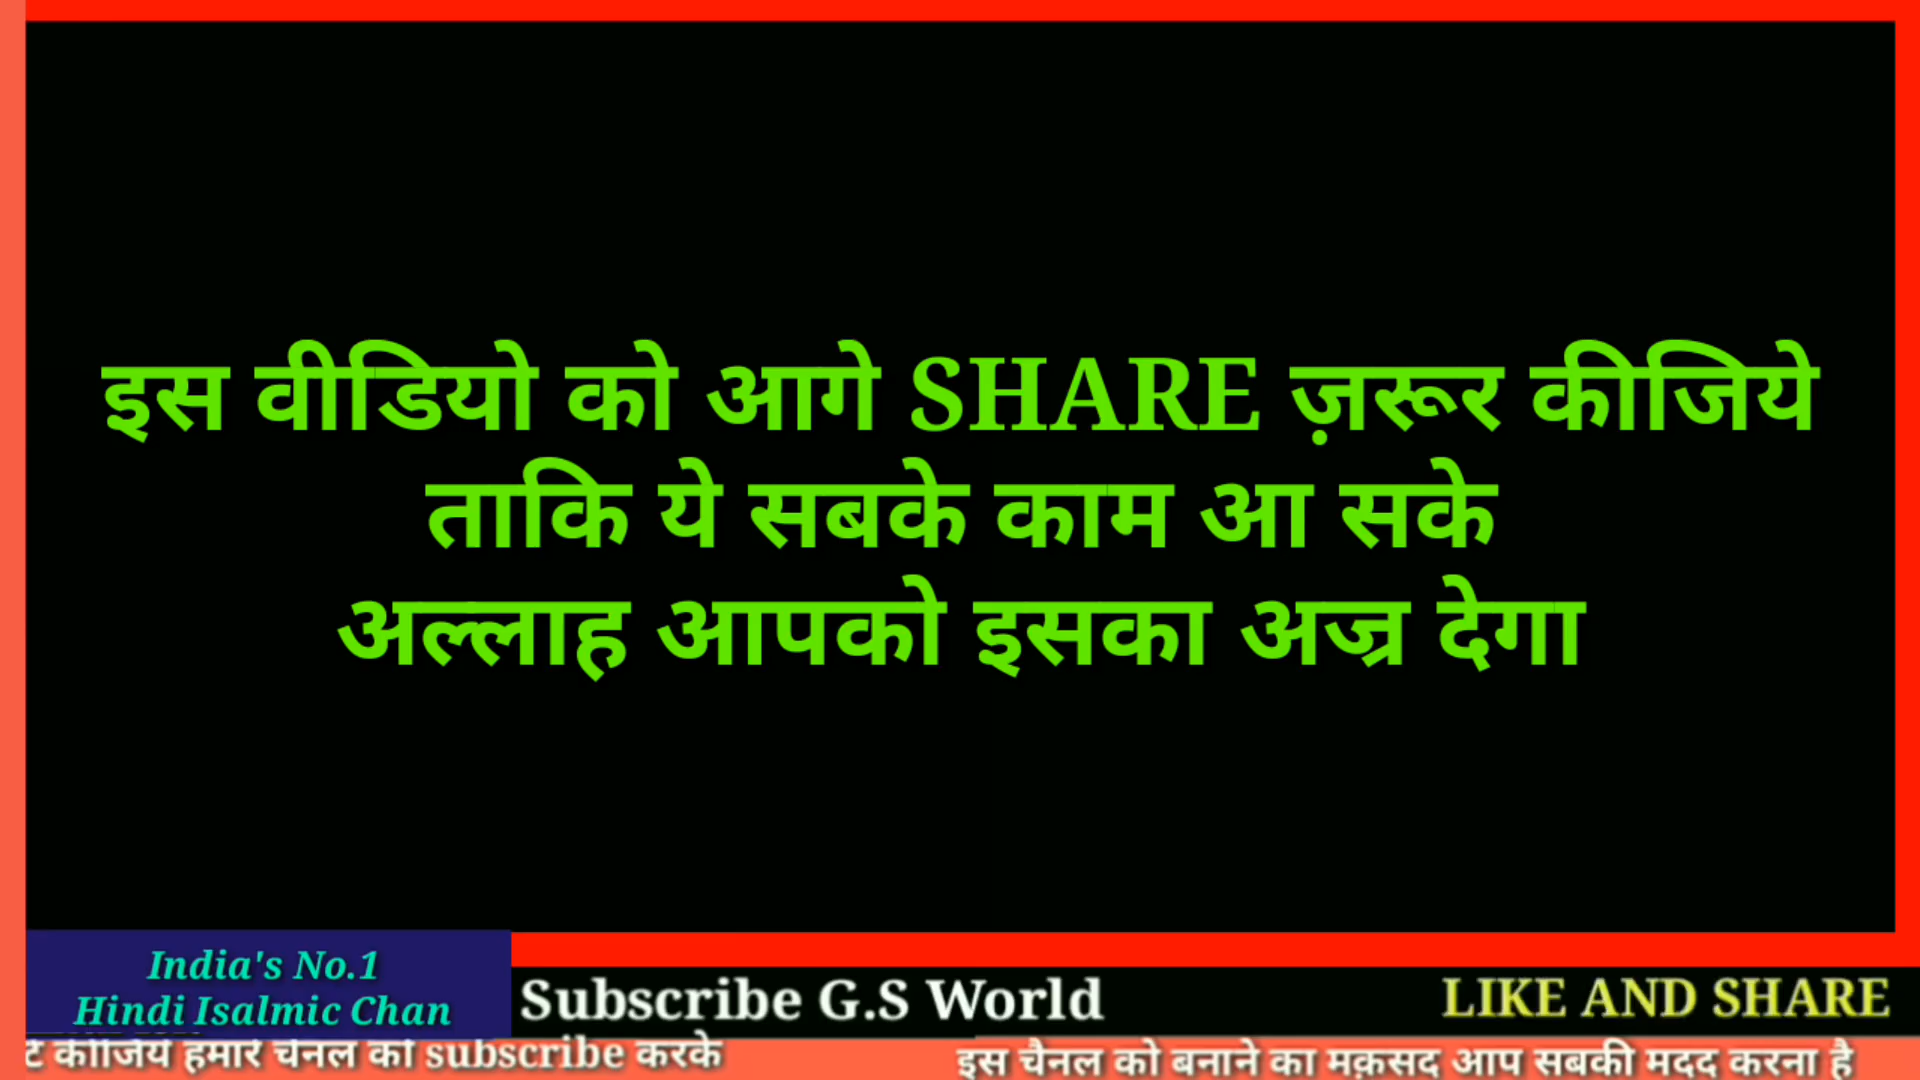 इस वीडियो को आगे SHARE ज़रूर कीजिये
ताकि ये सबके काम आ सके
अल्लाह आपको इसका अज्र देगा
India's No.1
Hindi Isalmic Chan
Subscribe G.S World
LIKE AND SHARE
कीजिये हमारे चैनल को subscribe करके
इस चैनल को बनाने का मक़सद आप सबकी मदद करना है